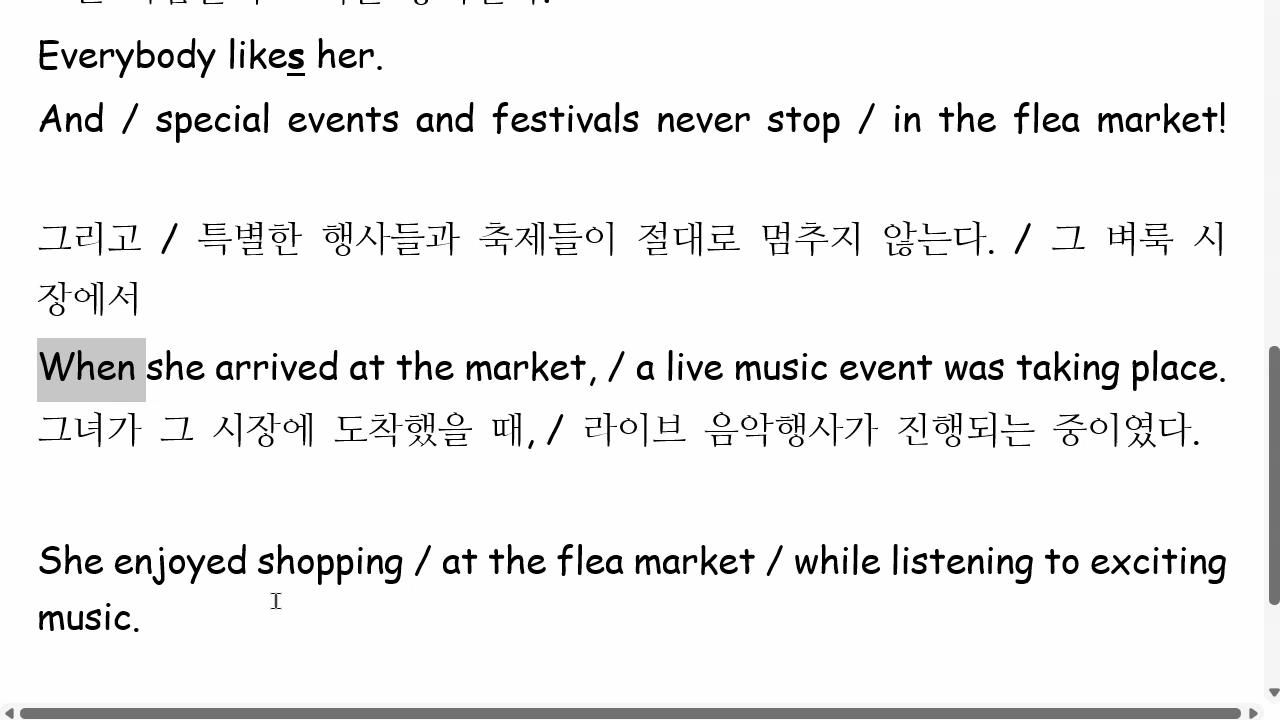 Everybody likes her.
And / special events and festivals never stop / in the flea market!
그리고 / 특별한 행사들과 축제들이 절대로 멈추지 않는다. / 그 벼룩 시
장에서
When she arrived at the market, / a live music event was taking place.
그녀가 그 시장에 도착했을 때, / 라이브 음악행사가 진행되는 중이였다.
She enjoyed shopping / at the flea market / while listening to exciting
music.